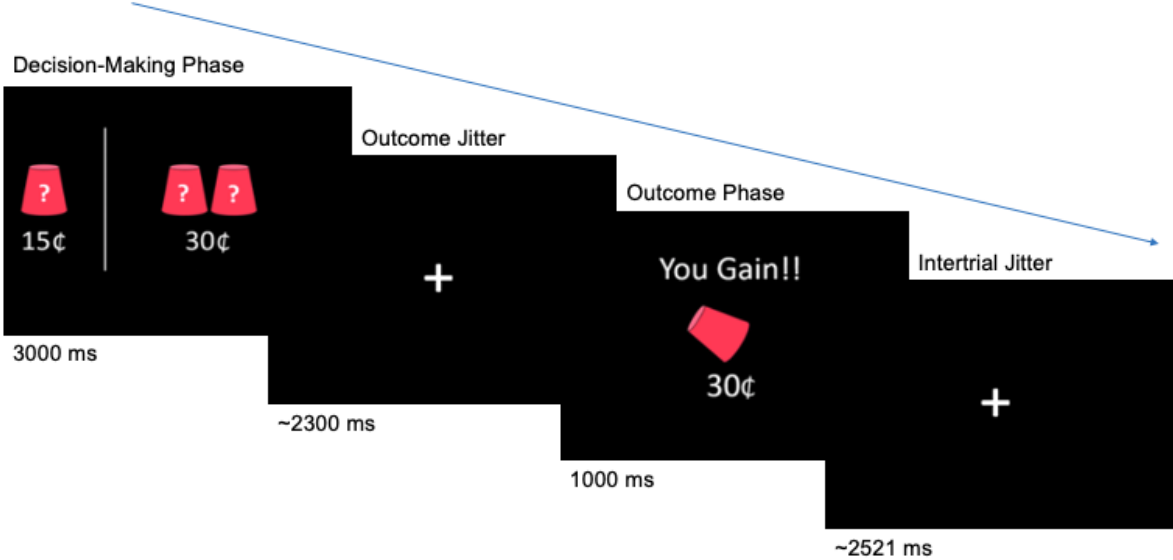 Decision-Making Phase
? ? ?
15¢ 30¢
3000 ms
Outcome Jitter
+
~2300 ms
Outcome Phase
You Gain!!
30¢
1000 ms
Intertrial Jitter
+
~2521 ms